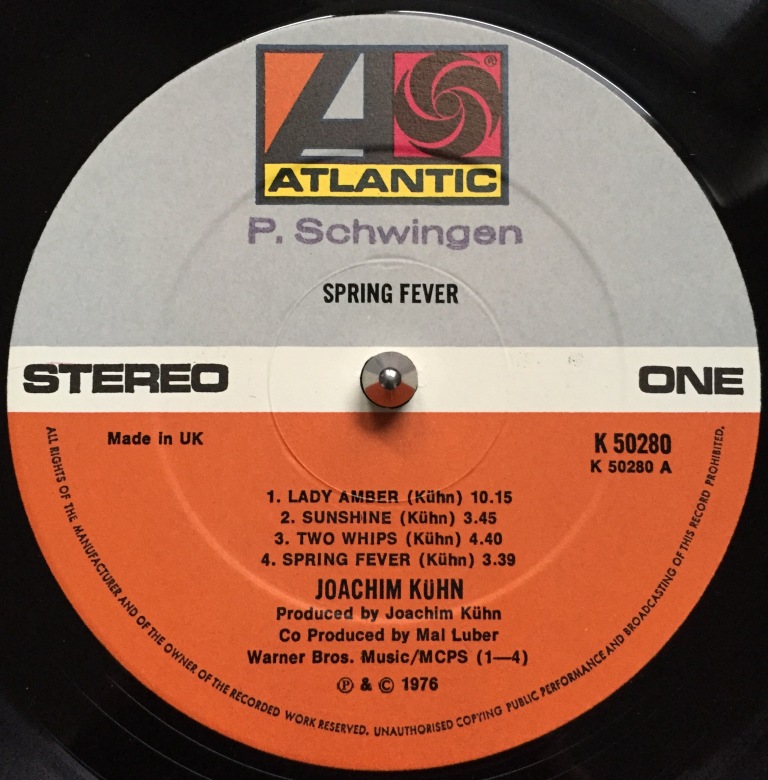 ATLANTIC
®
P. Schwingen
SPRING FEVER
STEREO
ONE
Made in UK
K 50280
K 50280 A
1. LADY AMBER (Kühn) 10.15
2. SUNSHINE (Kühn) 3.45
3. TWO WHIPS (Kühn) 4.40
4. SPRING FEVER (Kühn) 3.39
JOACHIM KÜHN
Produced by Joachim Kühn
Co Produced by Mal Luber
Warner Bros. Music/MCPS (1—4)
℗ & © 1976
ALL RIGHTS OF THE MANUFACTURER AND OF THE OWNER OF THE RECORDED WORK RESERVED. UNAUTHORISED COPYING PUBLIC PERFORMANCE AND BROADCASTING OF THIS RECORD PROHIBITED.